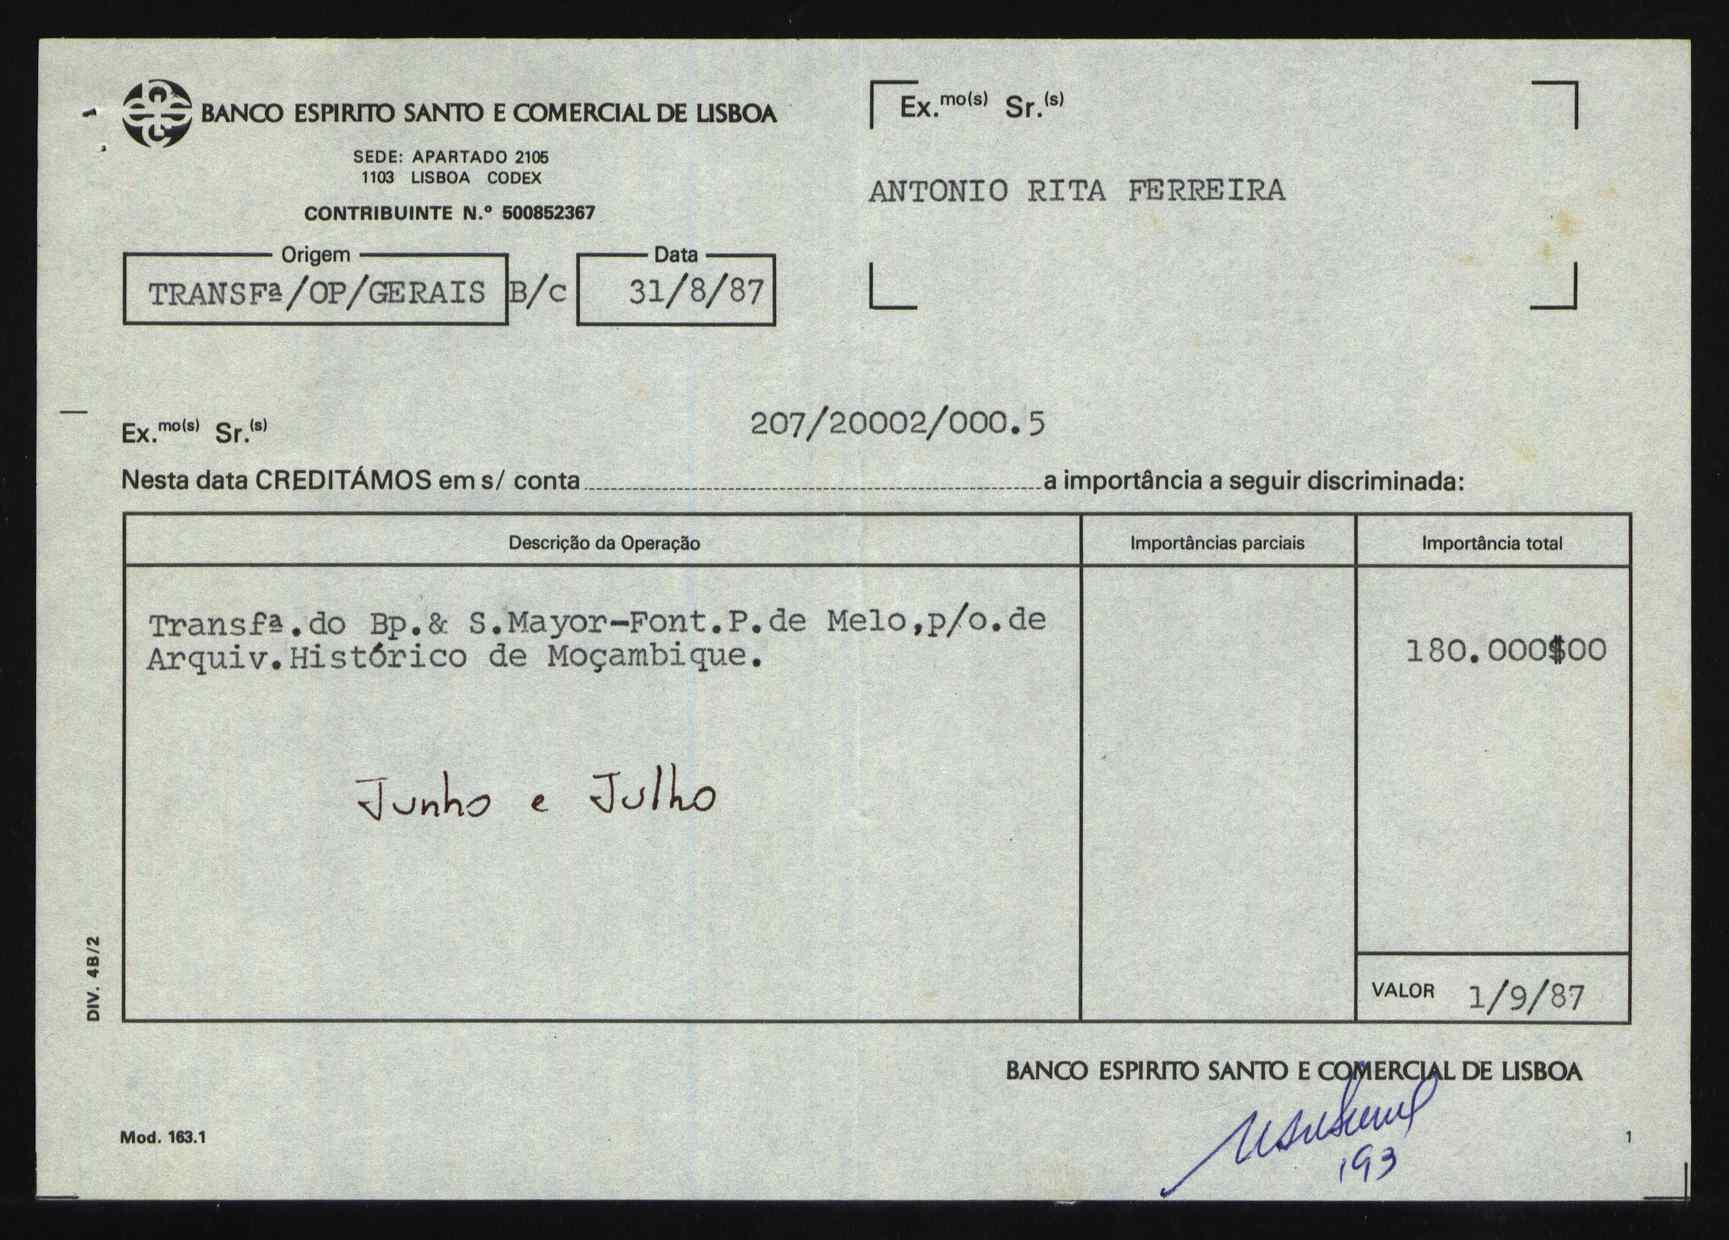 BANCO ESPIRITO SANTO E COMERCIAL DE LISBOA
SEDE: APARTADO 2105
1103 LISBOA CODEX
CONTRIBUINTE N.º 500852367
Ex.mo(s) Sr.(s)
ANTONIO RITA FERREIRA
Origem
TRANSFª/OP/GERAIS B/c
Data
31/8/87
Ex.mo(s) Sr.(s)
207/20002/000.5
Nesta data CREDITÁMOS em s/ conta a importância a seguir discriminada:
Descrição da Operação Importâncias parciais Importância total
Transfª.do Bp.& S.Mayor-Font.P.de Melo,p/o.de
Arquiv.Histórico de Moçambique.
180.000$00
Junho e Julho
VALOR 1/9/87
DIV. 4B/2
BANCO ESPIRITO SANTO E COMERCIAL DE LISBOA
193
Mod. 163.1
1